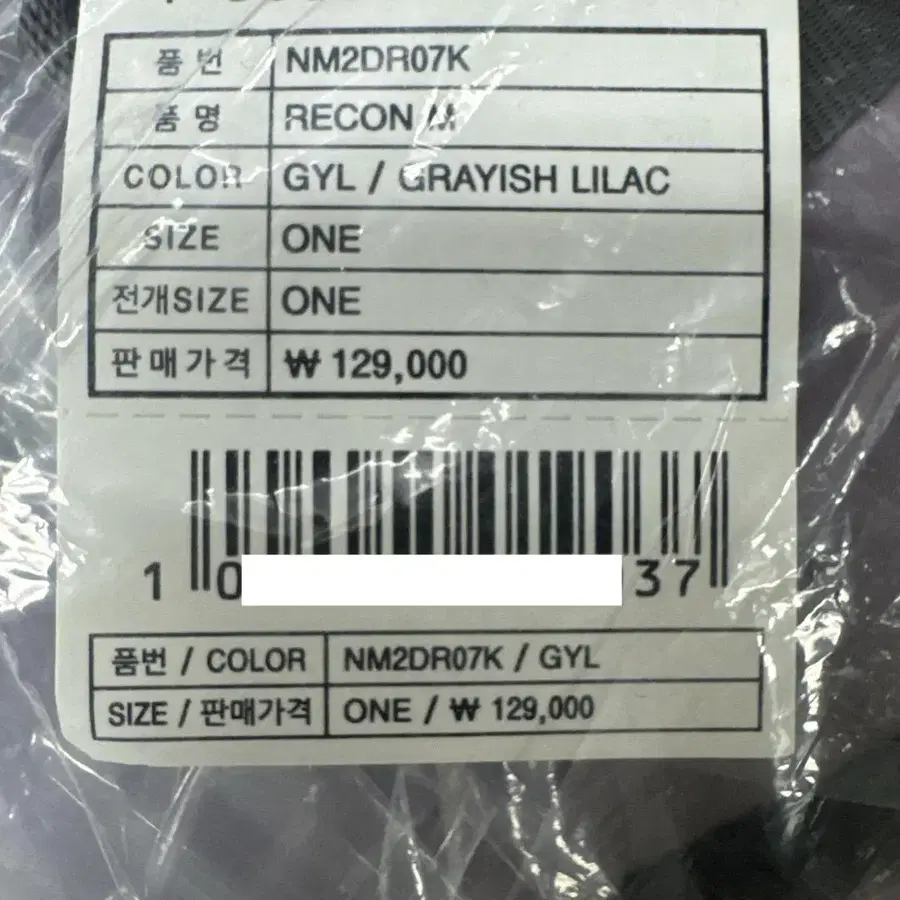 품번 NM2DR07K
품명 RECON M
COLOR GYL / GRAYISH LILAC
SIZE ONE
전개SIZE ONE
판매가격 ₩ 129,000
1 0 37
품번 / COLOR NM2DR07K / GYL
SIZE / 판매가격 ONE / ₩ 129,000